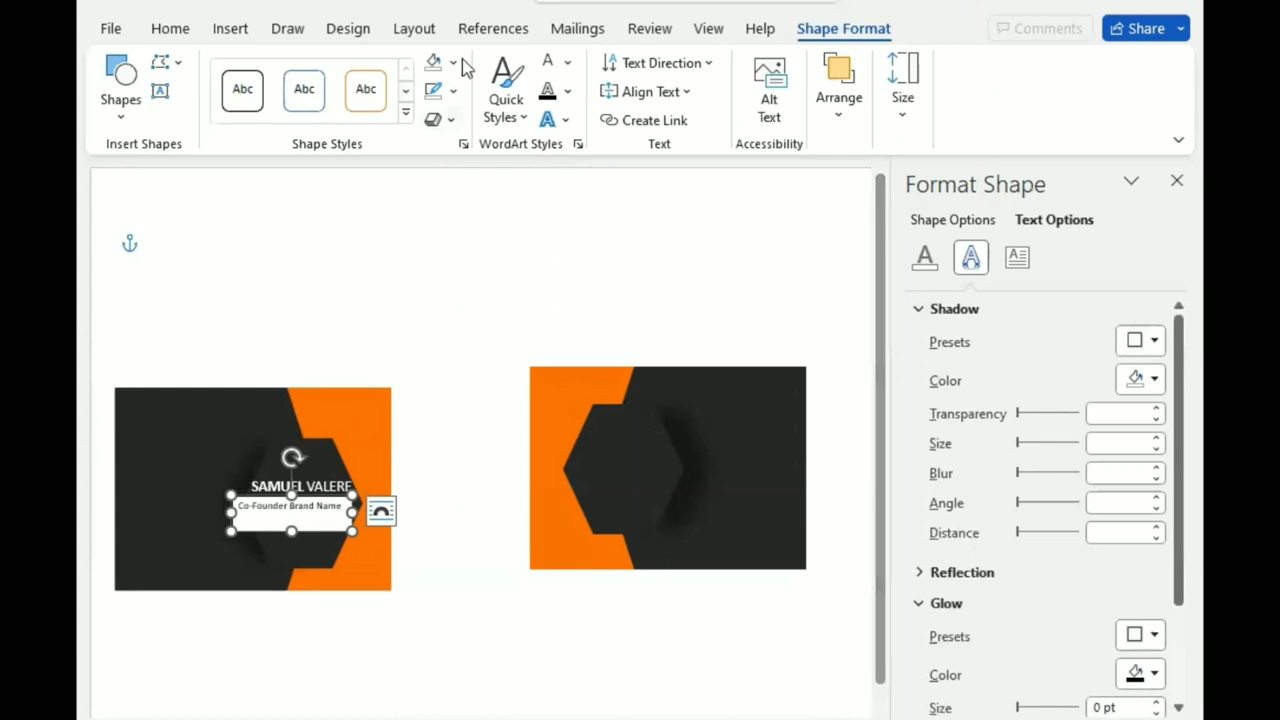 File Home Insert Draw Design Layout References Mailings Review View Help Shape Format Comments Share
Abc Abc Abc
Shapes
Quick Styles
A
A
A
Text Direction
Align Text
Create Link
Alt Text
Arrange
Size
Insert Shapes Shape Styles WordArt Styles Text Accessibility
Format Shape
Shape Options Text Options
A A A
Shadow
Presets
Color
Transparency
Size
Blur
Angle
Distance
Reflection
Glow
Presets
Color
Size 0 pt
SAMUEL VALERE
Co-Founder Brand Name